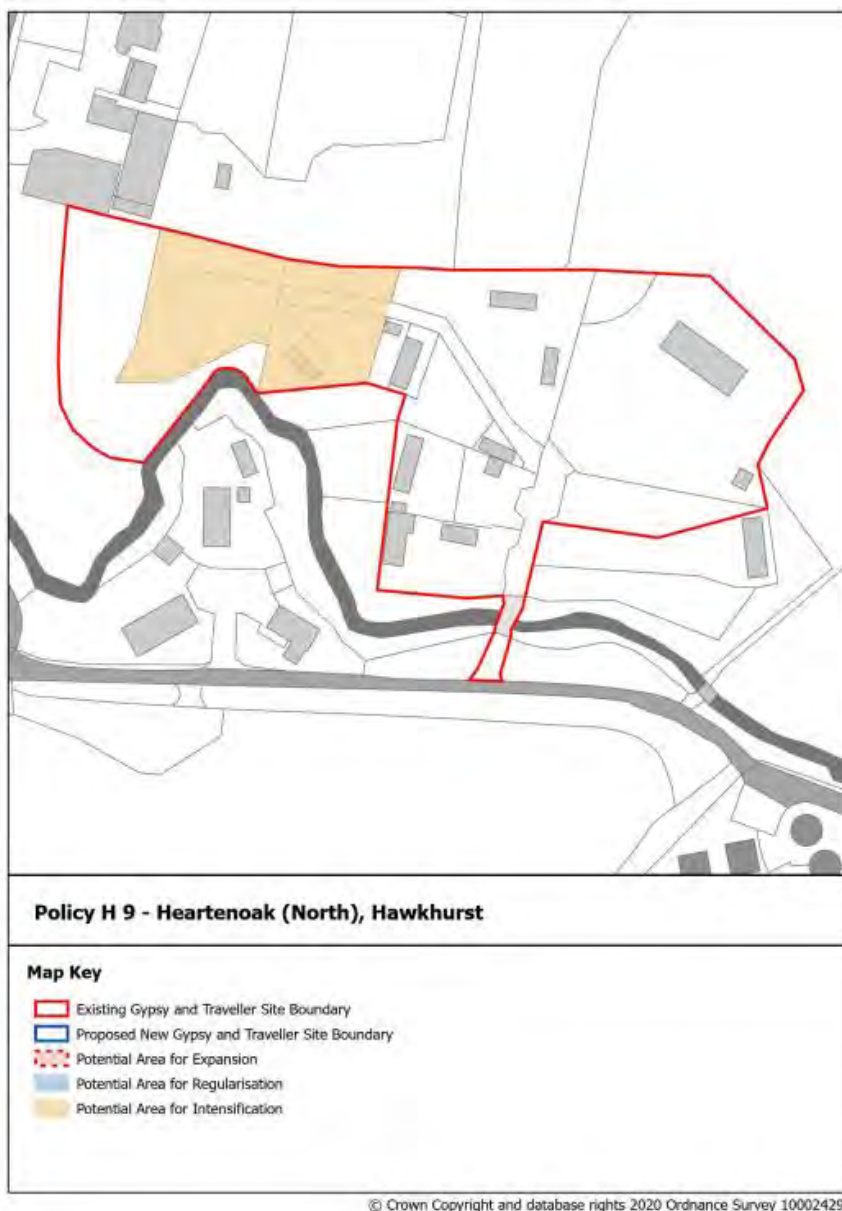 Policy H 9 - Heartenoak (North), Hawkhurst
Map Key
Existing Gypsy and Traveller Site Boundary
Proposed New Gypsy and Traveller Site Boundary
Potential Area for Expansion
Potential Area for Regularisation
Potential Area for Intensification
© Crown Copyright and database rights 2020 Ordnance Survey 10002429